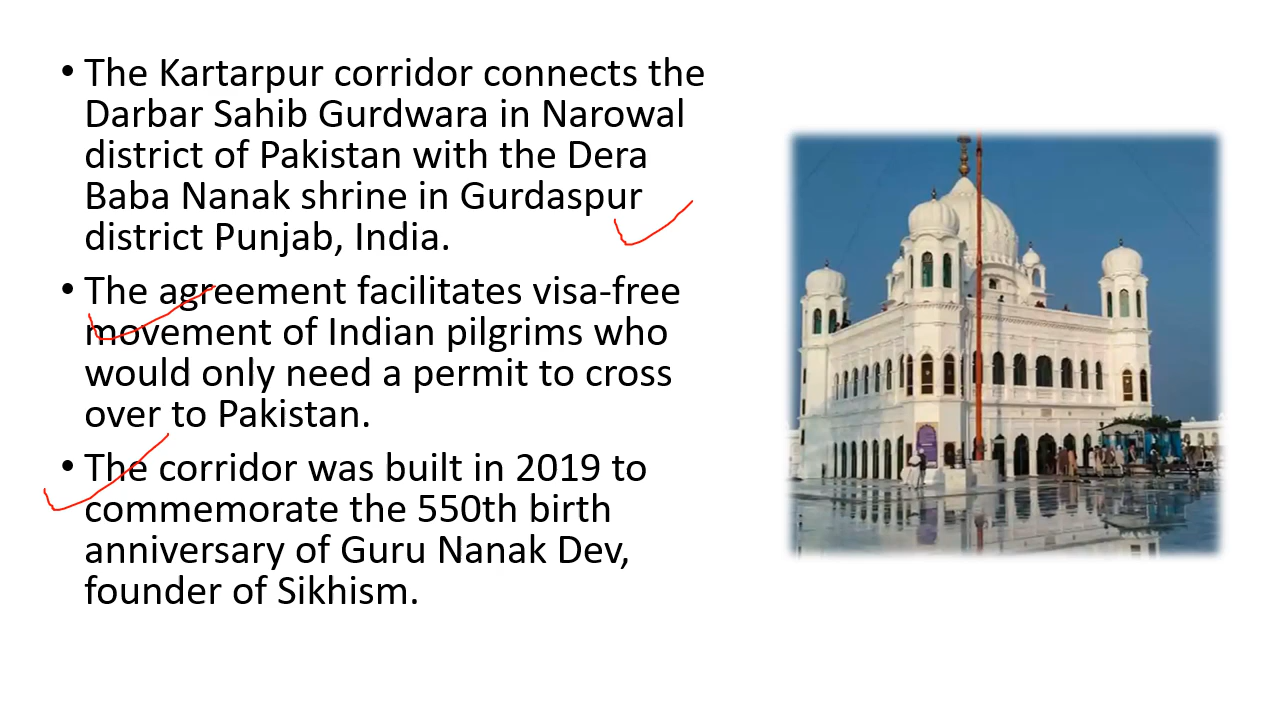 • The Kartarpur corridor connects the
Darbar Sahib Gurdwara in Narowal
district of Pakistan with the Dera
Baba Nanak shrine in Gurdaspur
district Punjab, India.
• The agreement facilitates visa-free
movement of Indian pilgrims who
would only need a permit to cross
over to Pakistan.
• The corridor was built in 2019 to
commemorate the 550th birth
anniversary of Guru Nanak Dev,
founder of Sikhism.